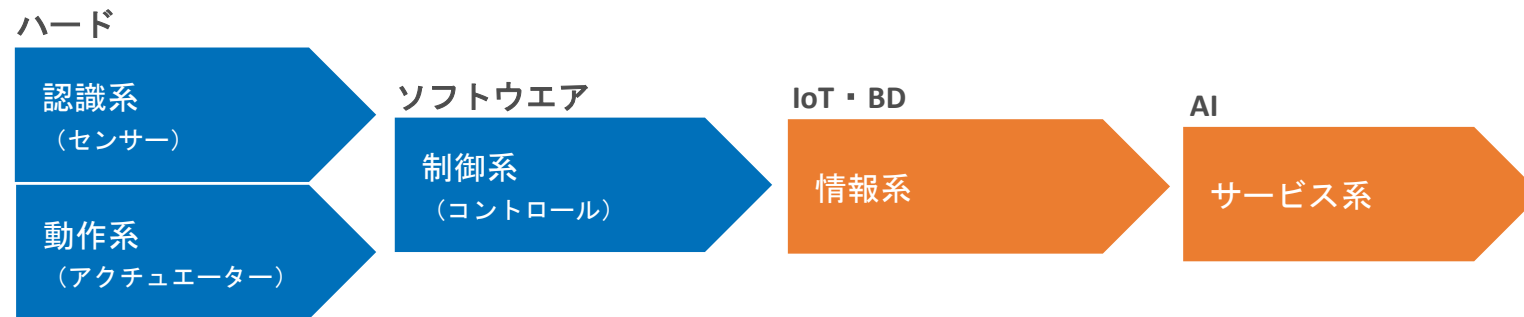 ハード
認識系
（センサー）
動作系
（アクチュエーター）
ソフトウエア
制御系
（コントロール）
IoT・BD
情報系
AI
サービス系